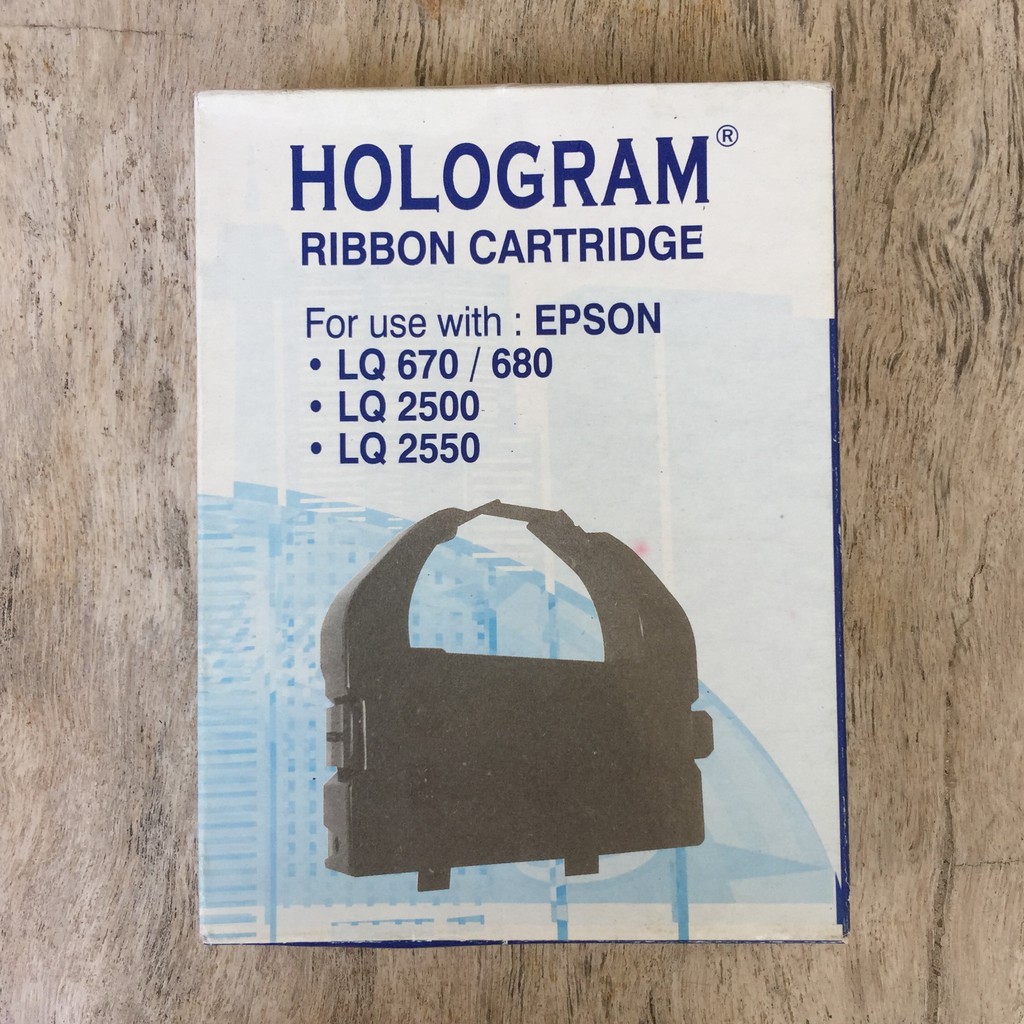 HOLOGRAM®
RIBBON CARTRIDGE
For use with : EPSON
• LQ 670 / 680
• LQ 2500
• LQ 2550